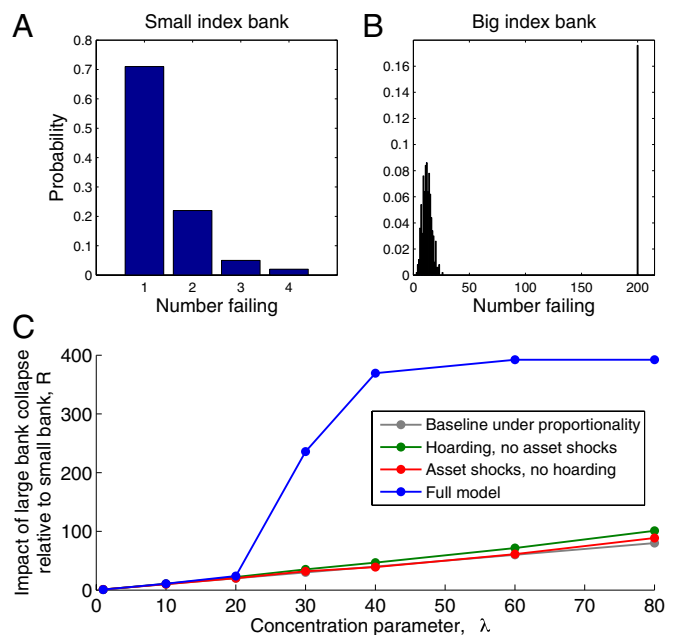 A
Small index bank
0.8
0.7
0.6
0.5
0.4
0.3
0.2
0.1
0
Probability
1 2 3 4
Number failing
B
Big index bank
0.16
0.14
0.12
0.1
0.08
0.06
0.04
0.02
0
0 50 100 150 200
Number failing
C
400
300
200
100
0
Impact of large bank collapse
relative to small bank, R
Baseline under proportionality
Hoarding, no asset shocks
Asset shocks, no hoarding
Full model
0 10 20 30 40 60 80
Concentration parameter, λ